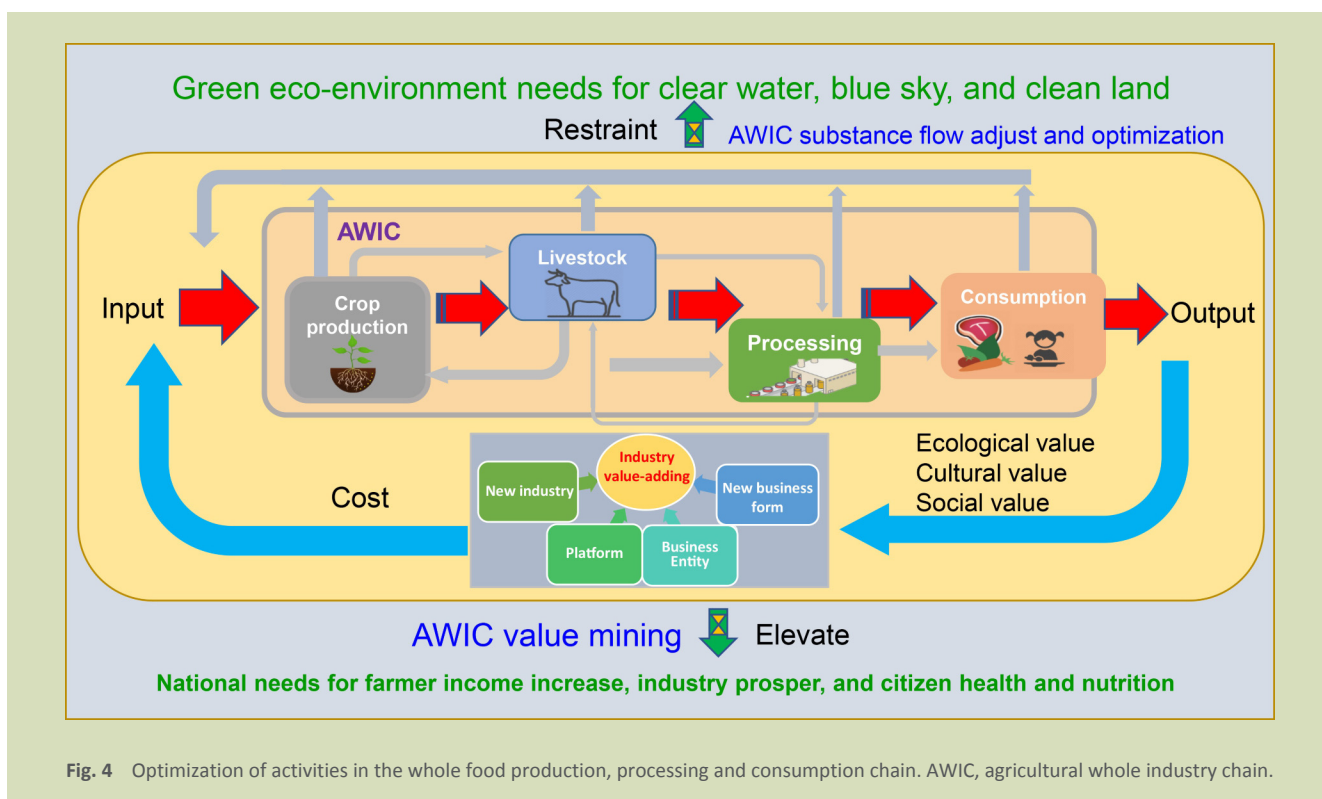 Green eco-environment needs for clear water, blue sky, and clean land
Restraint
AWIC substance flow adjust and optimization
AWIC
Livestock
Input
Crop
production
Consumption
Output
Processing
Ecological value
Cultural value
Social value
Cost
Industry
value-adding
New industry
New business
form
Platform
Business
Entity
AWIC value mining
Elevate
National needs for farmer income increase, industry prosper, and citizen health and nutrition
Fig. 4 Optimization of activities in the whole food production, processing and consumption chain. AWIC, agricultural whole industry chain.